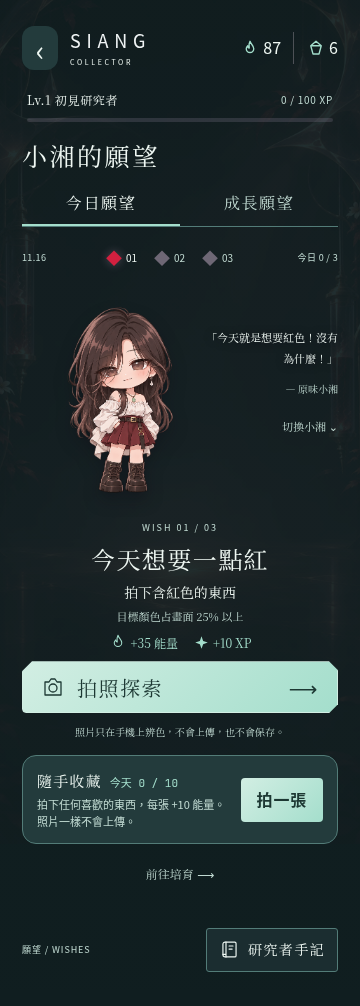 ‹
SIANG
COLLECTOR
87
6
Lv.1 初見研究者
0 / 100 XP
小湘的願望
今日願望
成長願望
11.16
01
02
03
今日 0 / 3
「今天就是想要紅色！沒有
為什麼！」
— 原味小湘
切換小湘 ⌄
WISH 01 / 03
今天想要一點紅
拍下含紅色的東西
目標顏色占畫面 25% 以上
+35 能量
+10 XP
拍照探索 ⟶
照片只在手機上辨色，不會上傳，也不會保存。
隨手收藏 今天 0 / 10
拍下任何喜歡的東西，每張 +10 能量。
照片一樣不會上傳。
拍一張
前往培育 ⟶
願望 / WISHES
研究者手記